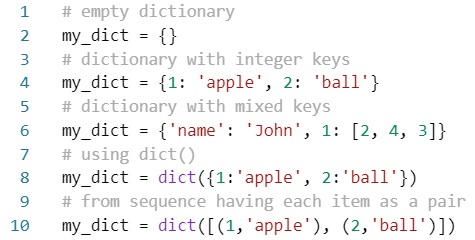 1 # empty dictionary
2 my_dict = {}
3 # dictionary with integer keys
4 my_dict = {1: 'apple', 2: 'ball'}
5 # dictionary with mixed keys
6 my_dict = {'name': 'John', 1: [2, 4, 3]}
7 # using dict()
8 my_dict = dict({1:'apple', 2:'ball'})
9 # from sequence having each item as a pair
10 my_dict = dict([(1,'apple'), (2,'ball')])